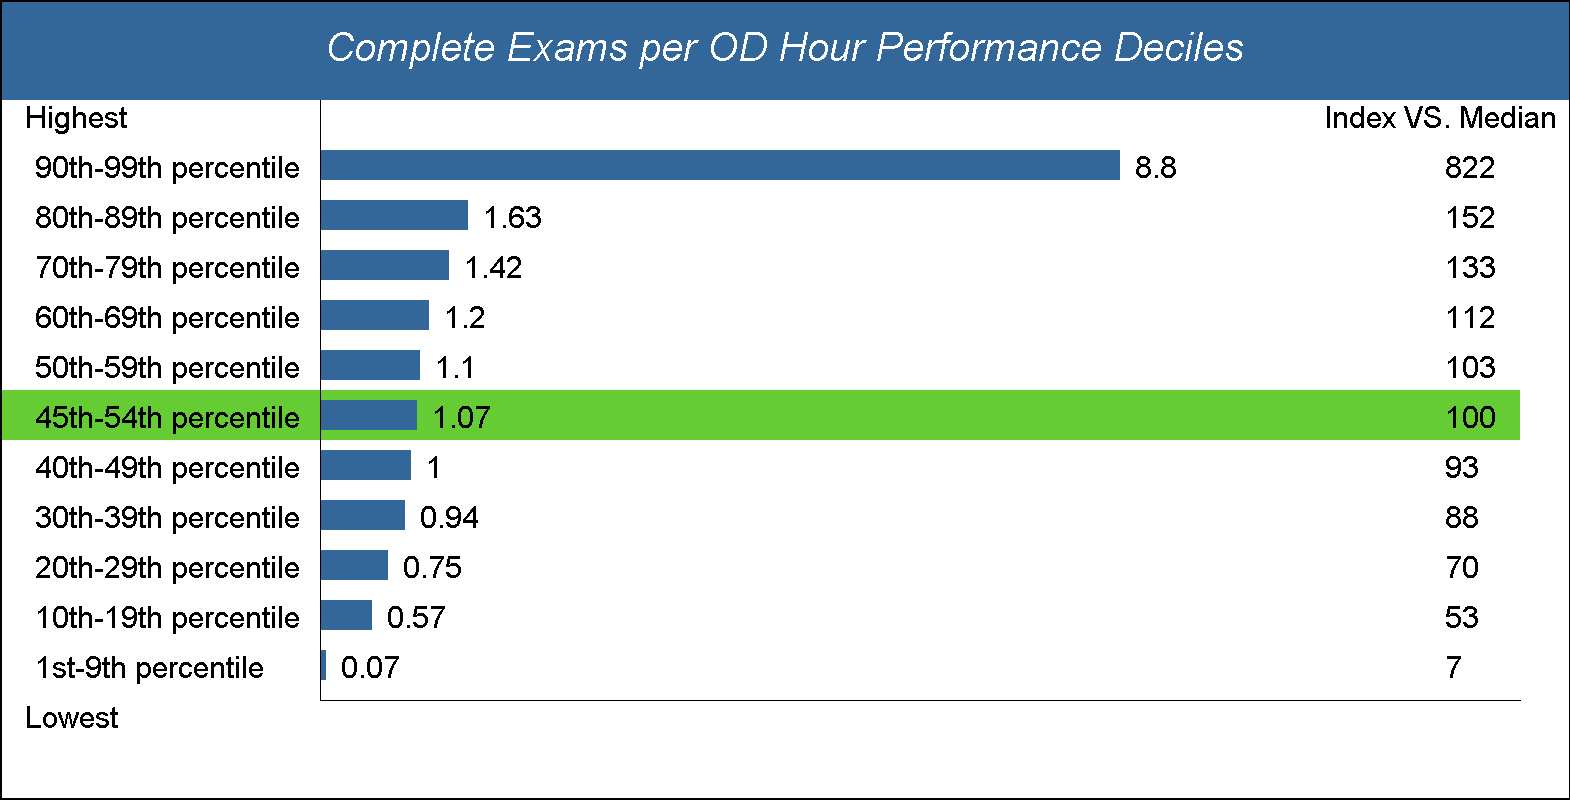 Complete Exams per OD Hour Performance Deciles
Highest Index VS. Median
90th-99th percentile 8.8 822
80th-89th percentile 1.63 152
70th-79th percentile 1.42 133
60th-69th percentile 1.2 112
50th-59th percentile 1.1 103
45th-54th percentile 1.07 100
40th-49th percentile 1 93
30th-39th percentile 0.94 88
20th-29th percentile 0.75 70
10th-19th percentile 0.57 53
1st-9th percentile 0.07 7
Lowest